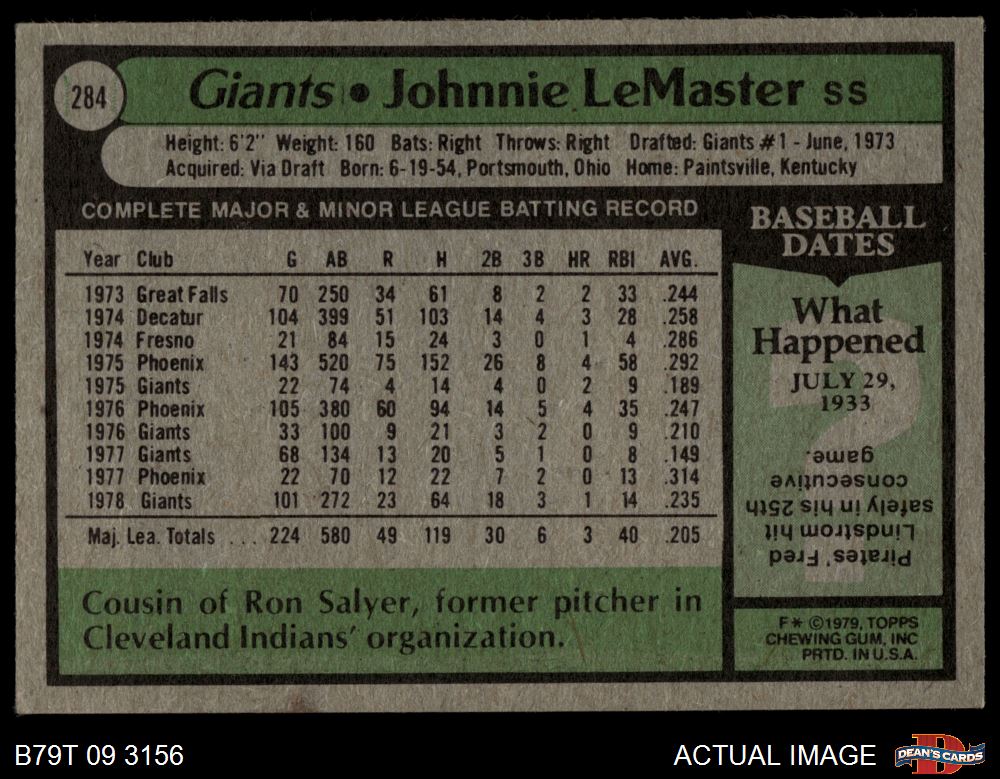 284
Giants • Johnnie LeMaster SS
Height: 6'2" Weight: 160 Bats: Right Throws: Right Drafted: Giants #1 - June, 1973
Acquired: Via Draft Born: 6-19-54, Portsmouth, Ohio Home: Paintsville, Kentucky
COMPLETE MAJOR & MINOR LEAGUE BATTING RECORD
Year Club G AB R H 2B 3B HR RBI AVG.
1973 Great Falls 70 250 34 61 8 2 2 33 .244
1974 Decatur 104 399 51 103 14 4 3 28 .258
1974 Fresno 21 84 15 24 3 0 1 4 .286
1975 Phoenix 143 520 75 152 26 8 4 58 .292
1975 Giants 22 74 4 14 4 0 2 9 .189
1976 Phoenix 105 380 60 94 14 5 4 35 .247
1976 Giants 33 100 9 21 3 2 0 9 .210
1977 Giants 68 134 13 20 5 1 0 8 .149
1977 Phoenix 22 70 12 22 7 2 0 13 .314
1978 Giants 101 272 23 64 18 3 1 14 .235
Maj. Lea. Totals ... 224 580 49 119 30 6 3 40 .205
Cousin of Ron Salyer, former pitcher in
Cleveland Indians' organization.
BASEBALL
DATES
What
Happened
JULY 29,
1933
?
Pirates' Fred
Lindstrom hit
safely in his 25th
consecutive
game.
F* ©1979, TOPPS
CHEWING GUM, INC
PRTD. IN U.S.A.
B79T 09 3156
ACTUAL IMAGE
D
DEAN'S CARDS